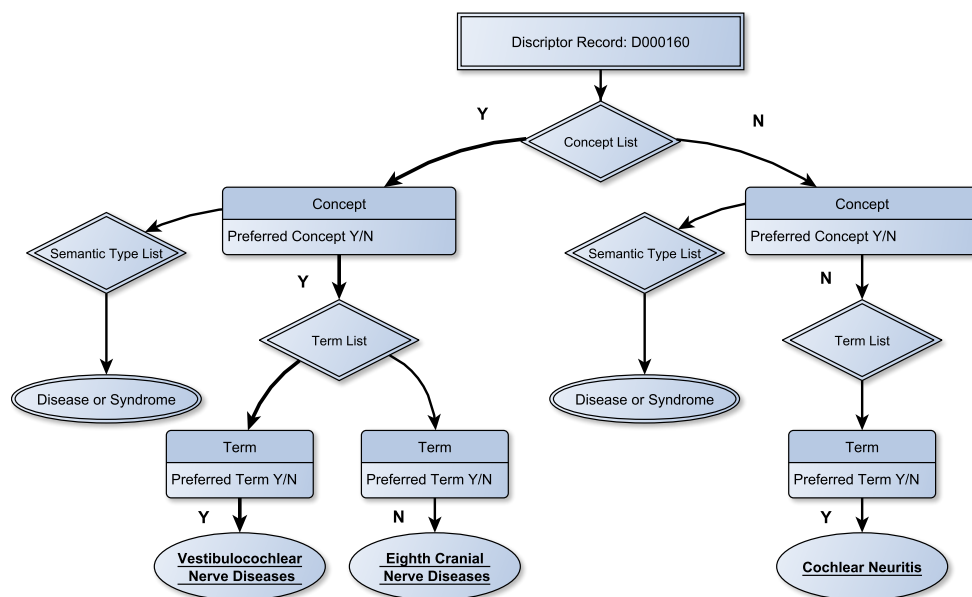 Discriptor Record: D000160
Y
N
Concept List
Concept
Preferred Concept Y/N
Concept
Preferred Concept Y/N
Semantic Type List
Semantic Type List
Y
N
Term List
Term List
Disease or Syndrome
Disease or Syndrome
Term
Preferred Term Y/N
Term
Preferred Term Y/N
Term
Preferred Term Y/N
Y
N
Y
Vestibulocochlear
Nerve Diseases
Eighth Cranial
Nerve Diseases
Cochlear Neuritis